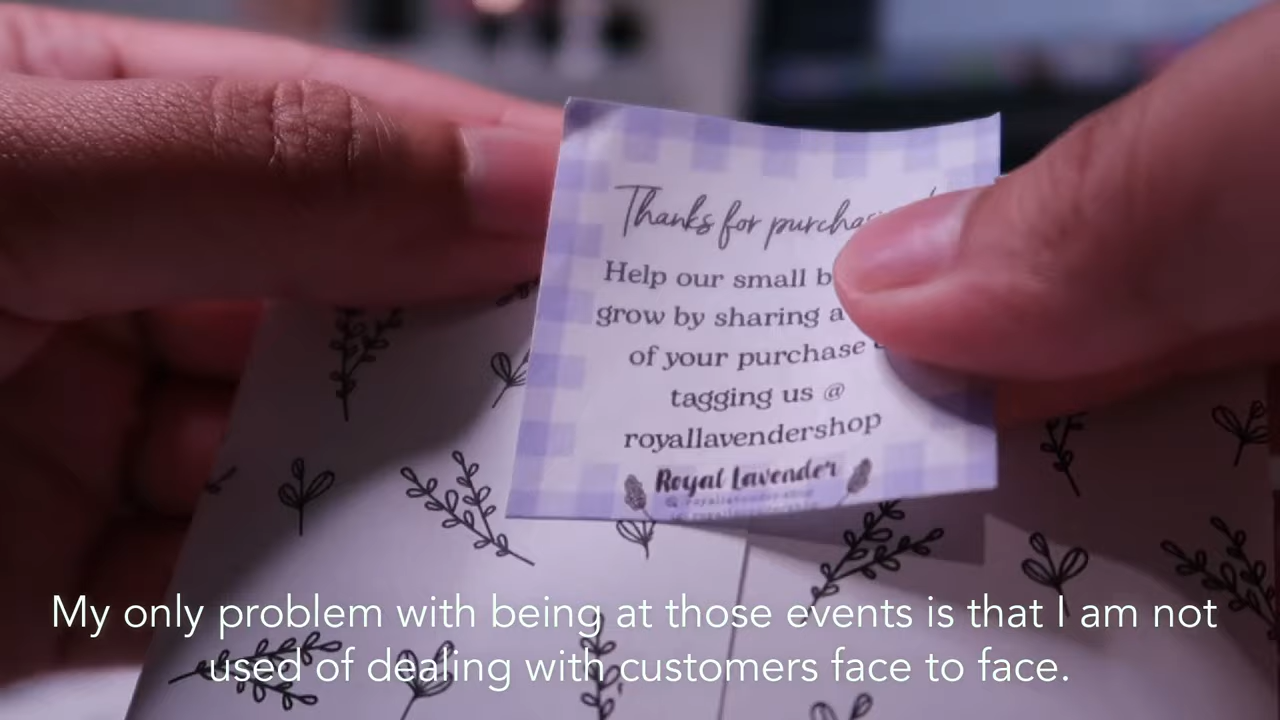 Thanks for purchas
Help our small b
grow by sharing a
of your purchase
tagging us @
royallavendershop
Royal Lavender
My only problem with being at those events is that I am not
used of dealing with customers face to face.